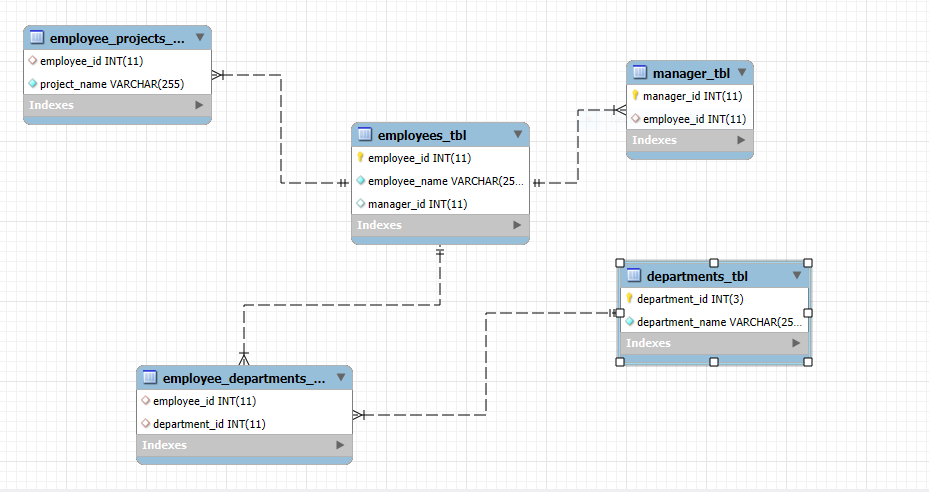 employee_projects_...
employee_id INT(11)
project_name VARCHAR(255)
Indexes
manager_tbl
manager_id INT(11)
employee_id INT(11)
Indexes
employees_tbl
employee_id INT(11)
employee_name VARCHAR(25...
manager_id INT(11)
Indexes
departments_tbl
department_id INT(3)
department_name VARCHAR(25...
Indexes
employee_departments_...
employee_id INT(11)
department_id INT(11)
Indexes